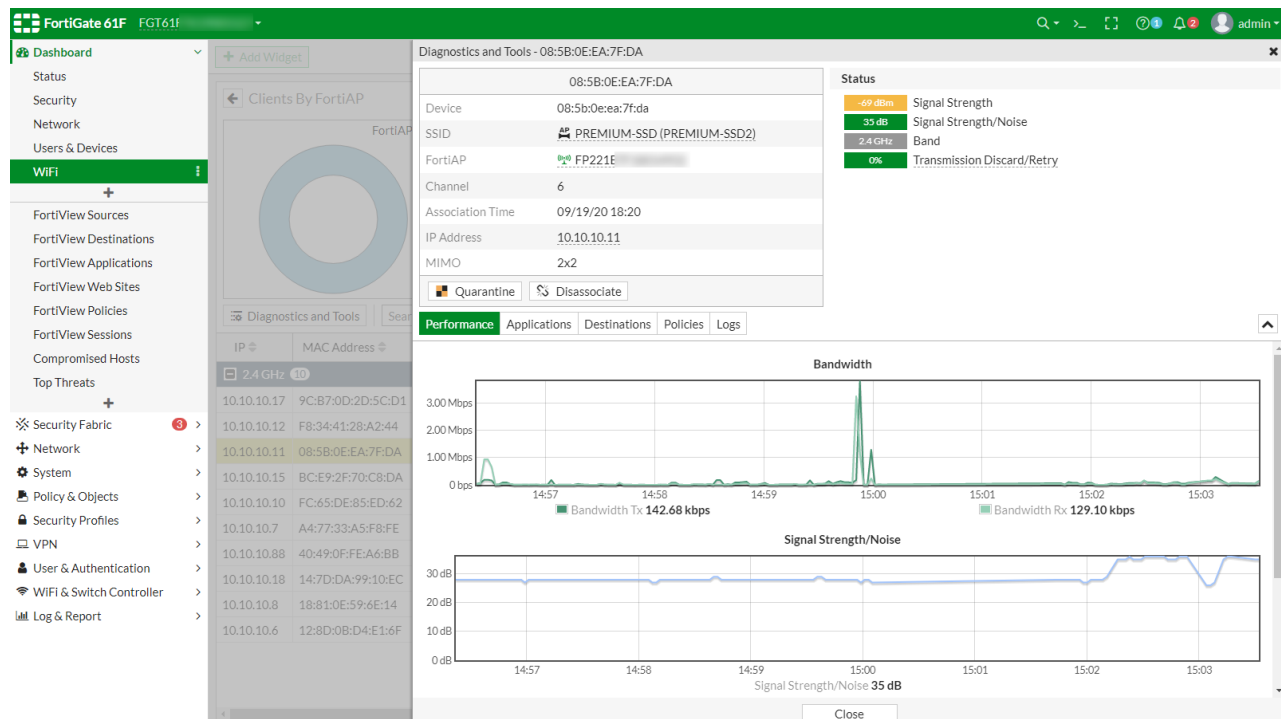 FortiGate 61F FGT61F
1 2 admin
Dashboard
Status
Security
Network
Users & Devices
WiFi
FortiView Sources
FortiView Destinations
FortiView Applications
FortiView Web Sites
FortiView Policies
FortiView Sessions
Compromised Hosts
Top Threats
Security Fabric 3
Network
System
Policy & Objects
Security Profiles
VPN
User & Authentication
WiFi & Switch Controller
Log & Report
+ Add Widget
Clients By FortiAP
FortiAP
Diagnostics and Tools Sear
IP MAC Address
2.4 GHz 10
10.10.10.17 9C:B7:0D:2D:5C:D1
10.10.10.12 F8:34:41:28:A2:44
10.10.10.11 08:5B:0E:EA:7F:DA
10.10.10.15 BC:E9:2F:70:C8:DA
10.10.10.10 FC:65:DE:85:ED:62
10.10.10.7 A4:77:33:A5:F8:FE
10.10.10.88 40:49:0F:FE:A6:BB
10.10.10.18 14:7D:DA:99:10:EC
10.10.10.8 18:81:0E:59:6E:14
10.10.10.6 12:8D:0B:D4:E1:6F
Diagnostics and Tools - 08:5B:0E:EA:7F:DA
08:5B:0E:EA:7F:DA
Device 08:5b:0e:ea:7f:da
SSID PREMIUM-SSD (PREMIUM-SSD2)
FortiAP FP221E
Channel 6
Association Time 09/19/20 18:20
IP Address 10.10.10.11
MIMO 2x2
Quarantine Disassociate
Status
-69 dBm Signal Strength
35 dB Signal Strength/Noise
2.4 GHz Band
0% Transmission Discard/Retry
Performance Applications Destinations Policies Logs
Bandwidth
3.00 Mbps
2.00 Mbps
1.00 Mbps
0 bps
14:57 14:58 14:59 15:00 15:01 15:02 15:03
Bandwidth Tx 142.68 kbps Bandwidth Rx 129.10 kbps
Signal Strength/Noise
30 dB
20 dB
10 dB
0 dB
14:57 14:58 14:59 15:00 15:01 15:02 15:03
Signal Strength/Noise 35 dB
Close